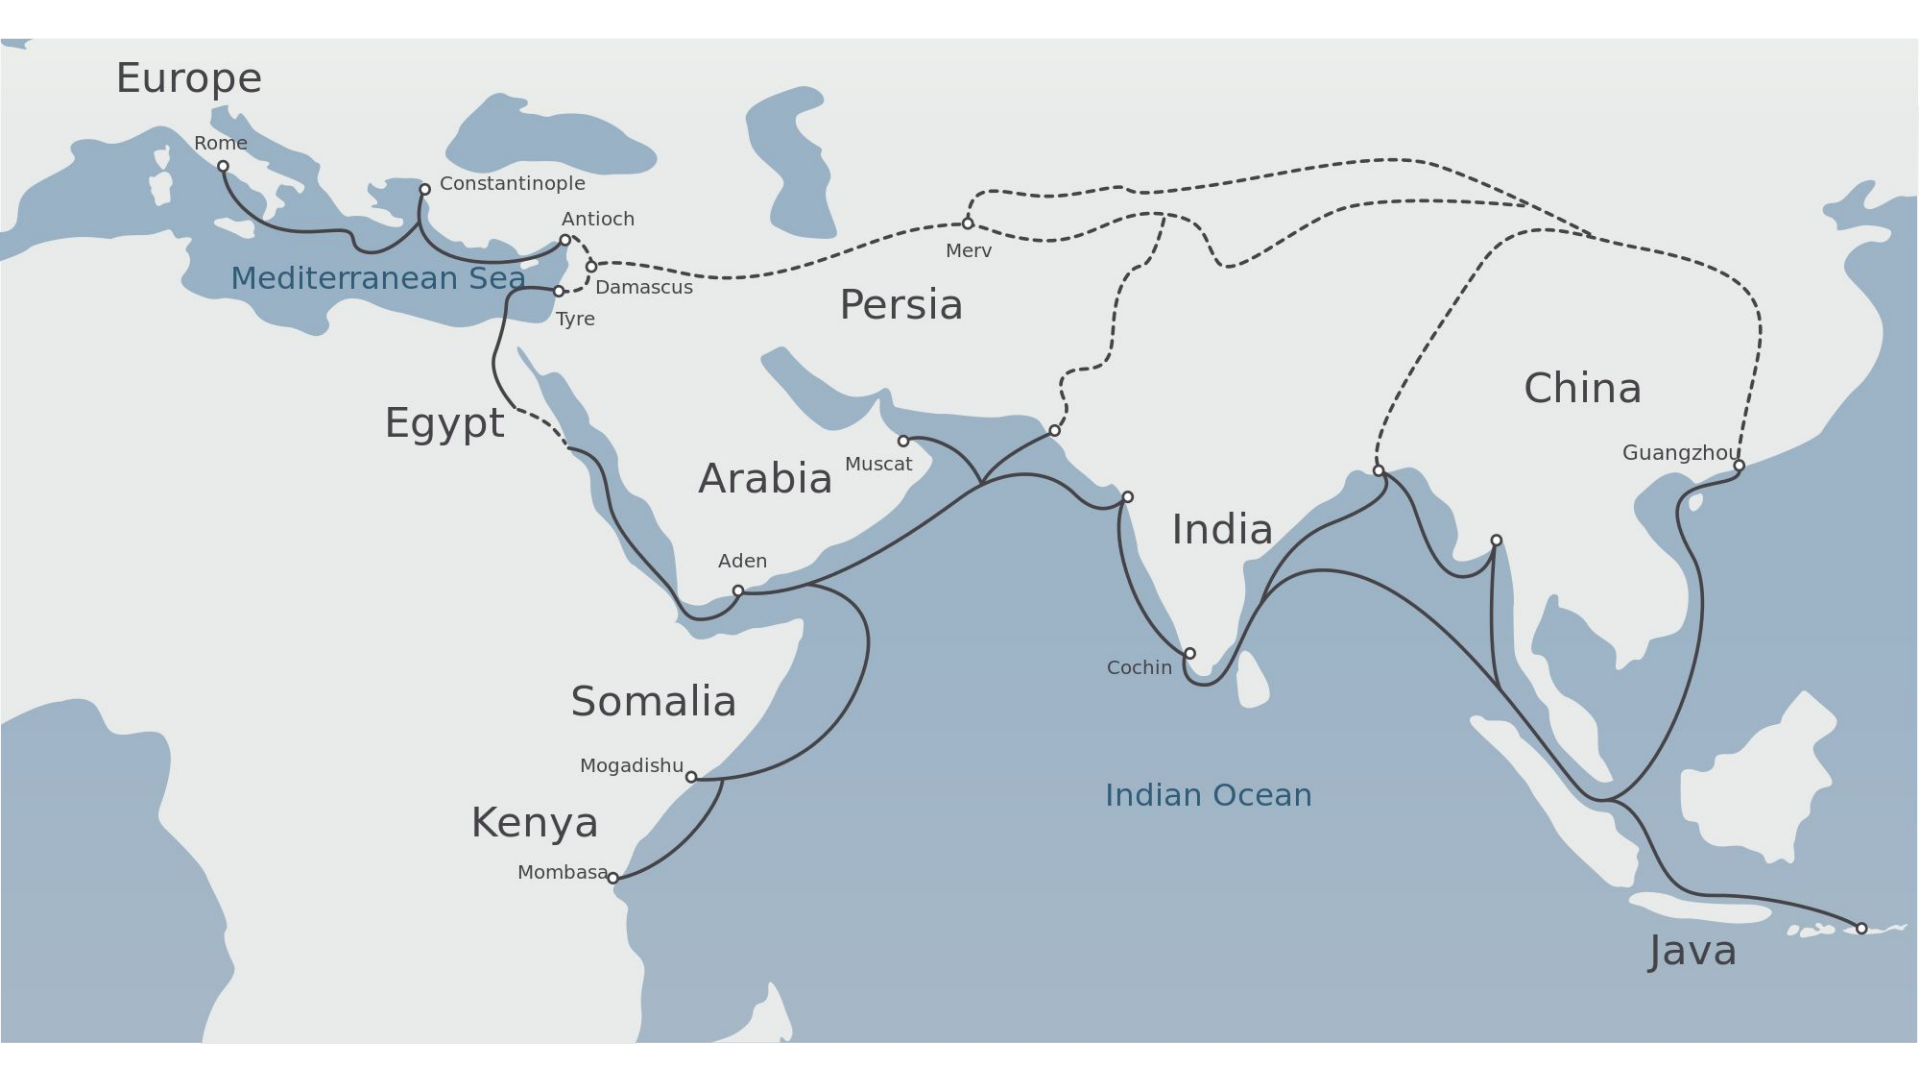 Europe
Rome
Constantinople
Antioch
Mediterranean Sea
Merv
Damascus
Persia
Tyre
China
Egypt
Guangzhou
Muscat
Arabia
India
Aden
Cochin
Somalia
Mogadishu
Indian Ocean
Kenya
Mombasa
Java